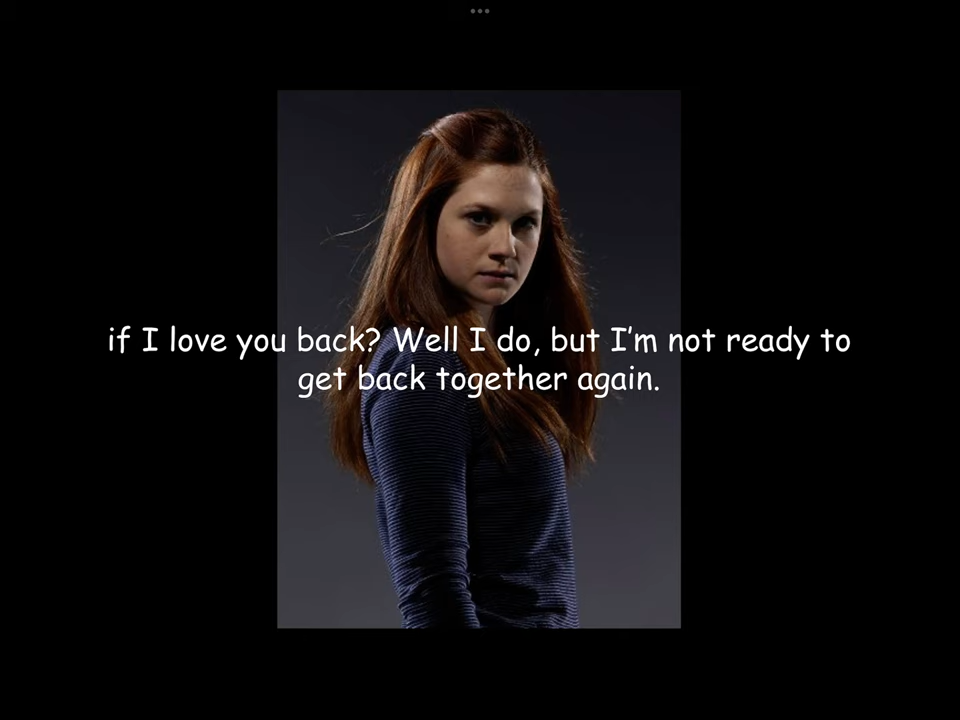 if I love you back? Well I do, but I'm not ready to
get back together again.